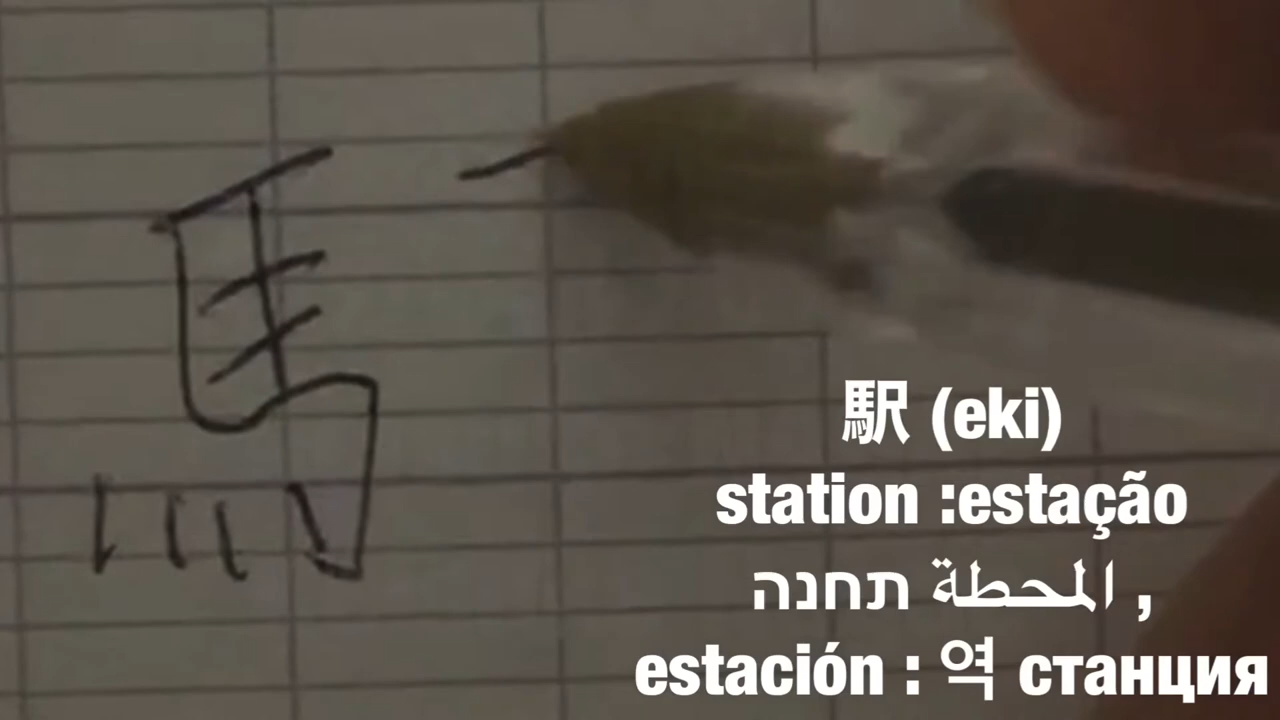 馬
駅 (eki)
station :estação
תחנה المحطة ,
estación : 역 станция